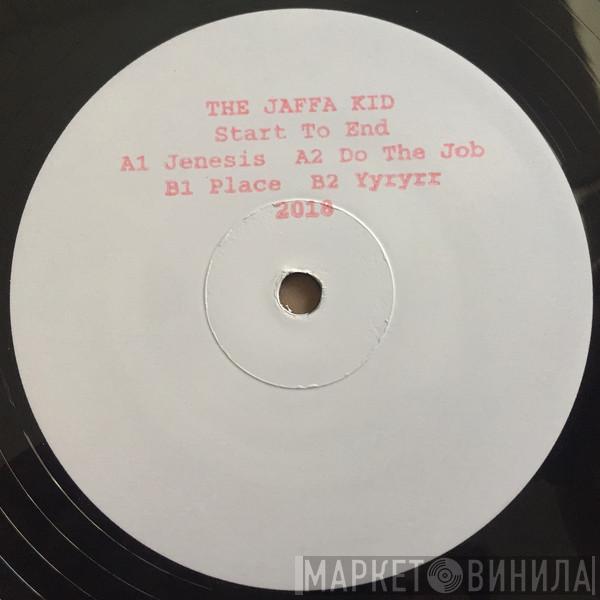 THE JAFFA KID
Start To End
A1 Jenesis A2 Do The Job
B1 Place B2 Yyryrr
2018
МАРКЕТ ВИНИЛА